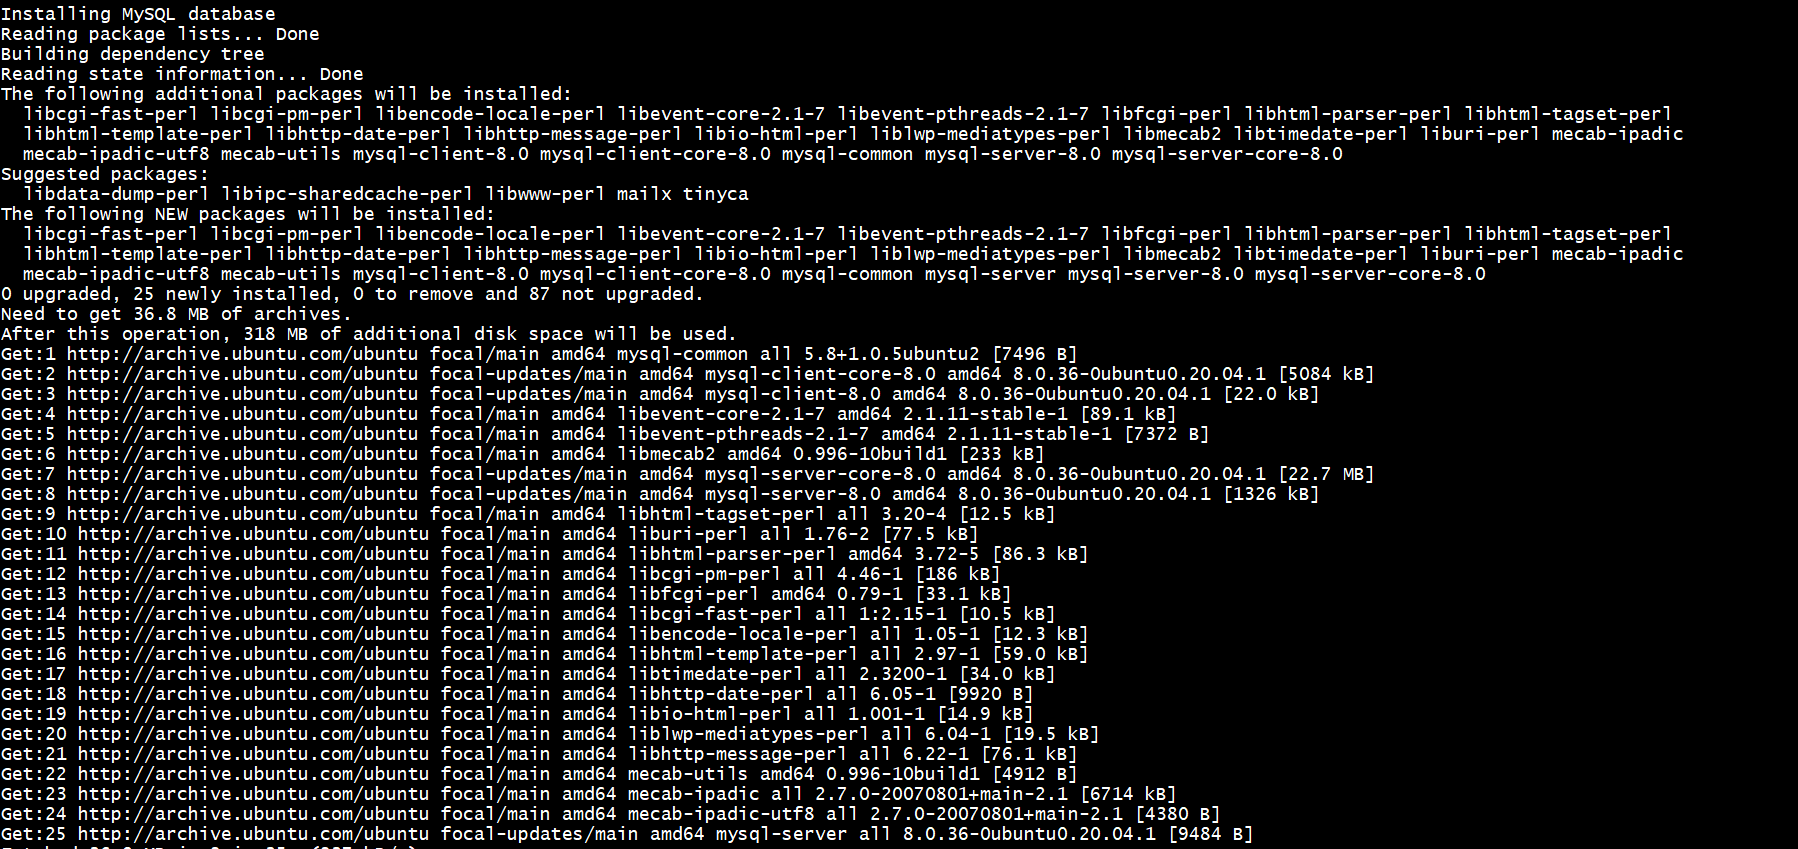 Installing MySQL database
Reading package lists... Done
Building dependency tree
Reading state information... Done
The following additional packages will be installed:
  libcgi-fast-perl libcgi-pm-perl libencode-locale-perl libevent-core-2.1-7 libevent-pthreads-2.1-7 libfcgi-perl libhtml-parser-perl libhtml-tagset-perl
  libhtml-template-perl libhttp-date-perl libhttp-message-perl libio-html-perl liblwp-mediatypes-perl libmecab2 libtimedate-perl liburi-perl mecab-ipadic
  mecab-ipadic-utf8 mecab-utils mysql-client-8.0 mysql-client-core-8.0 mysql-common mysql-server-8.0 mysql-server-core-8.0
Suggested packages:
  libdata-dump-perl libipc-sharedcache-perl libwww-perl mailx tinyca
The following NEW packages will be installed:
  libcgi-fast-perl libcgi-pm-perl libencode-locale-perl libevent-core-2.1-7 libevent-pthreads-2.1-7 libfcgi-perl libhtml-parser-perl libhtml-tagset-perl
  libhtml-template-perl libhttp-date-perl libhttp-message-perl libio-html-perl liblwp-mediatypes-perl libmecab2 libtimedate-perl liburi-perl mecab-ipadic
  mecab-ipadic-utf8 mecab-utils mysql-client-8.0 mysql-client-core-8.0 mysql-common mysql-server mysql-server-8.0 mysql-server-core-8.0
0 upgraded, 25 newly installed, 0 to remove and 87 not upgraded.
Need to get 36.8 MB of archives.
After this operation, 318 MB of additional disk space will be used.
Get:1 http://archive.ubuntu.com/ubuntu focal/main amd64 mysql-common all 5.8+1.0.5ubuntu2 [7496 B]
Get:2 http://archive.ubuntu.com/ubuntu focal-updates/main amd64 mysql-client-core-8.0 amd64 8.0.36-0ubuntu0.20.04.1 [5084 kB]
Get:3 http://archive.ubuntu.com/ubuntu focal-updates/main amd64 mysql-client-8.0 amd64 8.0.36-0ubuntu0.20.04.1 [22.0 kB]
Get:4 http://archive.ubuntu.com/ubuntu focal/main amd64 libevent-core-2.1-7 amd64 2.1.11-stable-1 [89.1 kB]
Get:5 http://archive.ubuntu.com/ubuntu focal/main amd64 libevent-pthreads-2.1-7 amd64 2.1.11-stable-1 [7372 B]
Get:6 http://archive.ubuntu.com/ubuntu focal/main amd64 libmecab2 amd64 0.996-10build1 [233 kB]
Get:7 http://archive.ubuntu.com/ubuntu focal-updates/main amd64 mysql-server-core-8.0 amd64 8.0.36-0ubuntu0.20.04.1 [22.7 MB]
Get:8 http://archive.ubuntu.com/ubuntu focal-updates/main amd64 mysql-server-8.0 amd64 8.0.36-0ubuntu0.20.04.1 [1326 kB]
Get:9 http://archive.ubuntu.com/ubuntu focal/main amd64 libhtml-tagset-perl all 3.20-4 [12.5 kB]
Get:10 http://archive.ubuntu.com/ubuntu focal/main amd64 liburi-perl all 1.76-2 [77.5 kB]
Get:11 http://archive.ubuntu.com/ubuntu focal/main amd64 libhtml-parser-perl amd64 3.72-5 [86.3 kB]
Get:12 http://archive.ubuntu.com/ubuntu focal/main amd64 libcgi-pm-perl all 4.46-1 [186 kB]
Get:13 http://archive.ubuntu.com/ubuntu focal/main amd64 libfcgi-perl amd64 0.79-1 [33.1 kB]
Get:14 http://archive.ubuntu.com/ubuntu focal/main amd64 libcgi-fast-perl all 1:2.15-1 [10.5 kB]
Get:15 http://archive.ubuntu.com/ubuntu focal/main amd64 libencode-locale-perl all 1.05-1 [12.3 kB]
Get:16 http://archive.ubuntu.com/ubuntu focal/main amd64 libhtml-template-perl all 2.97-1 [59.0 kB]
Get:17 http://archive.ubuntu.com/ubuntu focal/main amd64 libtimedate-perl all 2.3200-1 [34.0 kB]
Get:18 http://archive.ubuntu.com/ubuntu focal/main amd64 libhttp-date-perl all 6.05-1 [9920 B]
Get:19 http://archive.ubuntu.com/ubuntu focal/main amd64 libio-html-perl all 1.001-1 [14.9 kB]
Get:20 http://archive.ubuntu.com/ubuntu focal/main amd64 liblwp-mediatypes-perl all 6.04-1 [19.5 kB]
Get:21 http://archive.ubuntu.com/ubuntu focal/main amd64 libhttp-message-perl all 6.22-1 [76.1 kB]
Get:22 http://archive.ubuntu.com/ubuntu focal/main amd64 mecab-utils amd64 0.996-10build1 [4912 B]
Get:23 http://archive.ubuntu.com/ubuntu focal/main amd64 mecab-ipadic all 2.7.0-20070801+main-2.1 [6714 kB]
Get:24 http://archive.ubuntu.com/ubuntu focal/main amd64 mecab-ipadic-utf8 all 2.7.0-20070801+main-2.1 [4380 B]
Get:25 http://archive.ubuntu.com/ubuntu focal-updates/main amd64 mysql-server all 8.0.36-0ubuntu0.20.04.1 [9484 B]